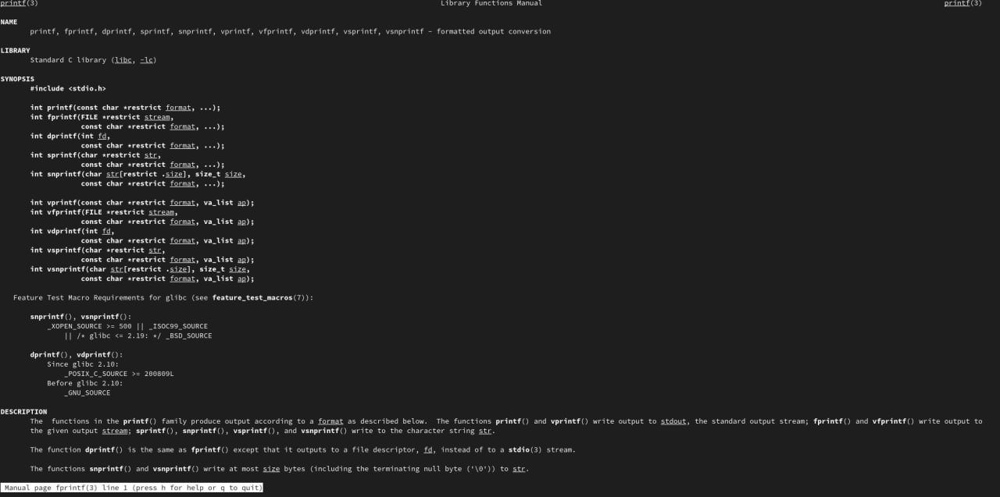 printf(3) Library Functions Manual printf(3)
NAME
printf, fprintf, dprintf, sprintf, snprintf, vprintf, vfprintf, vdprintf, vsprintf, vsnprintf - formatted output conversion
LIBRARY
Standard C library (libc, -lc)
SYNOPSIS
#include <stdio.h>
int printf(const char *restrict format, ...);
int fprintf(FILE *restrict stream,
const char *restrict format, ...);
int dprintf(int fd,
const char *restrict format, ...);
int sprintf(char *restrict str,
const char *restrict format, ...);
int snprintf(char str[restrict .size], size_t size,
const char *restrict format, ...);
int vprintf(const char *restrict format, va_list ap);
int vfprintf(FILE *restrict stream,
const char *restrict format, va_list ap);
int vdprintf(int fd,
const char *restrict format, va_list ap);
int vsprintf(char *restrict str,
const char *restrict format, va_list ap);
int vsnprintf(char str[restrict .size], size_t size,
const char *restrict format, va_list ap);
Feature Test Macro Requirements for glibc (see feature_test_macros(7)):
snprintf(), vsnprintf():
_XOPEN_SOURCE >= 500 || _ISOC99_SOURCE
|| /* glibc <= 2.19: */ _BSD_SOURCE
dprintf(), vdprintf():
Since glibc 2.10:
_POSIX_C_SOURCE >= 200809L
Before glibc 2.10:
_GNU_SOURCE
DESCRIPTION
The functions in the printf() family produce output according to a format as described below. The functions printf() and vprintf() write output to stdout, the standard output stream; fprintf() and vfprintf() write output to
the given output stream; sprintf(), snprintf(), vsprintf(), and vsnprintf() write to the character string str.
The function dprintf() is the same as fprintf() except that it outputs to a file descriptor, fd, instead of to a stdio(3) stream.
The functions snprintf() and vsnprintf() write at most size bytes (including the terminating null byte ('\0')) to str.
Manual page fprintf(3) line 1 (press h for help or q to quit)